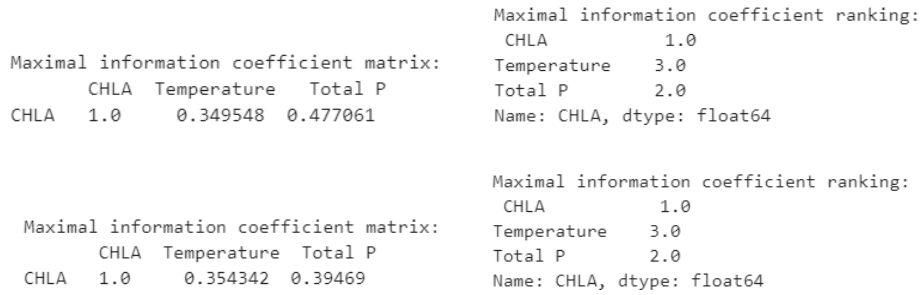 Maximal information coefficient matrix:
CHLA Temperature Total P
CHLA 1.0 0.349548 0.477061
Maximal information coefficient ranking:
CHLA 1.0
Temperature 3.0
Total P 2.0
Name: CHLA, dtype: float64
Maximal information coefficient matrix:
CHLA Temperature Total P
CHLA 1.0 0.354342 0.39469
Maximal information coefficient ranking:
CHLA 1.0
Temperature 3.0
Total P 2.0
Name: CHLA, dtype: float64